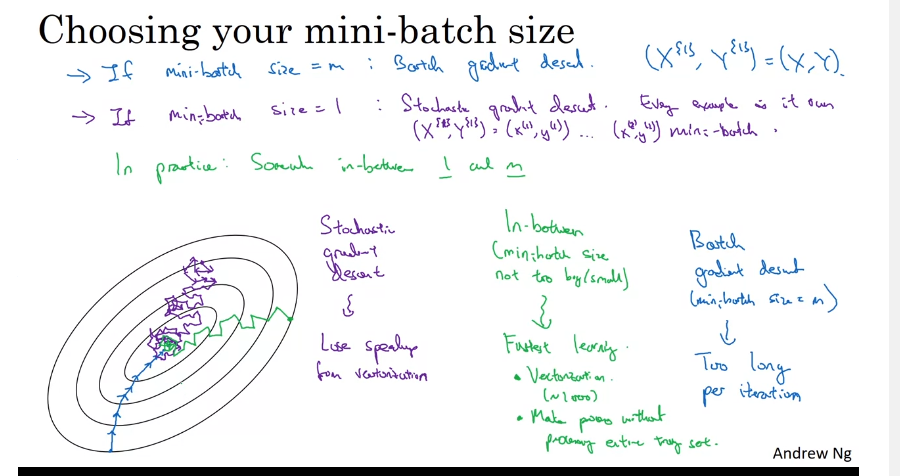 Choosing your mini-batch size
→ If mini-batch size = m : Batch gradient descent. (X^{1}, Y^{1}) = (X, Y).
→ If mini-batch size = 1 : Stochastic gradient descent. Every example is it own
(X^{1}, Y^{1}) = (x^(1), y^(1)) ... mini-batch.
In practice: Somewhere in-between 1 and m
Stochastic
gradient
descent
Lose speedup
from vectorization
In-between
(mini-batch size
not too big/small)
Fastest learning.
• Vectorization.
(~1000)
• Make progress without
processing entire training set.
Batch
gradient descent
(mini-batch size = m)
Too long
per iteration
Andrew Ng